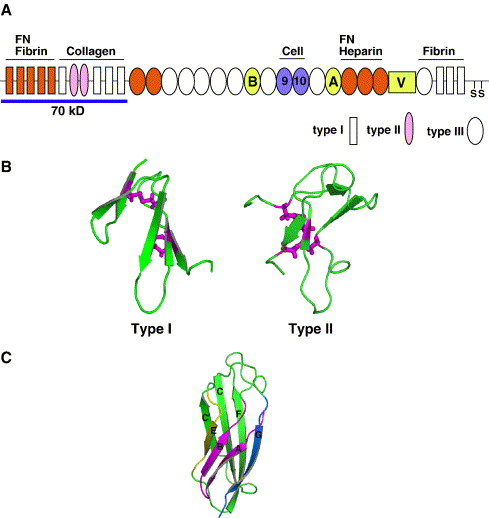 A
FN
Fibrin Collagen Cell FN
Heparin Fibrin
B 9 10 A V
S S
70 kD
type I type II type III
B
Type I Type II
C
C
C F
E G
B A